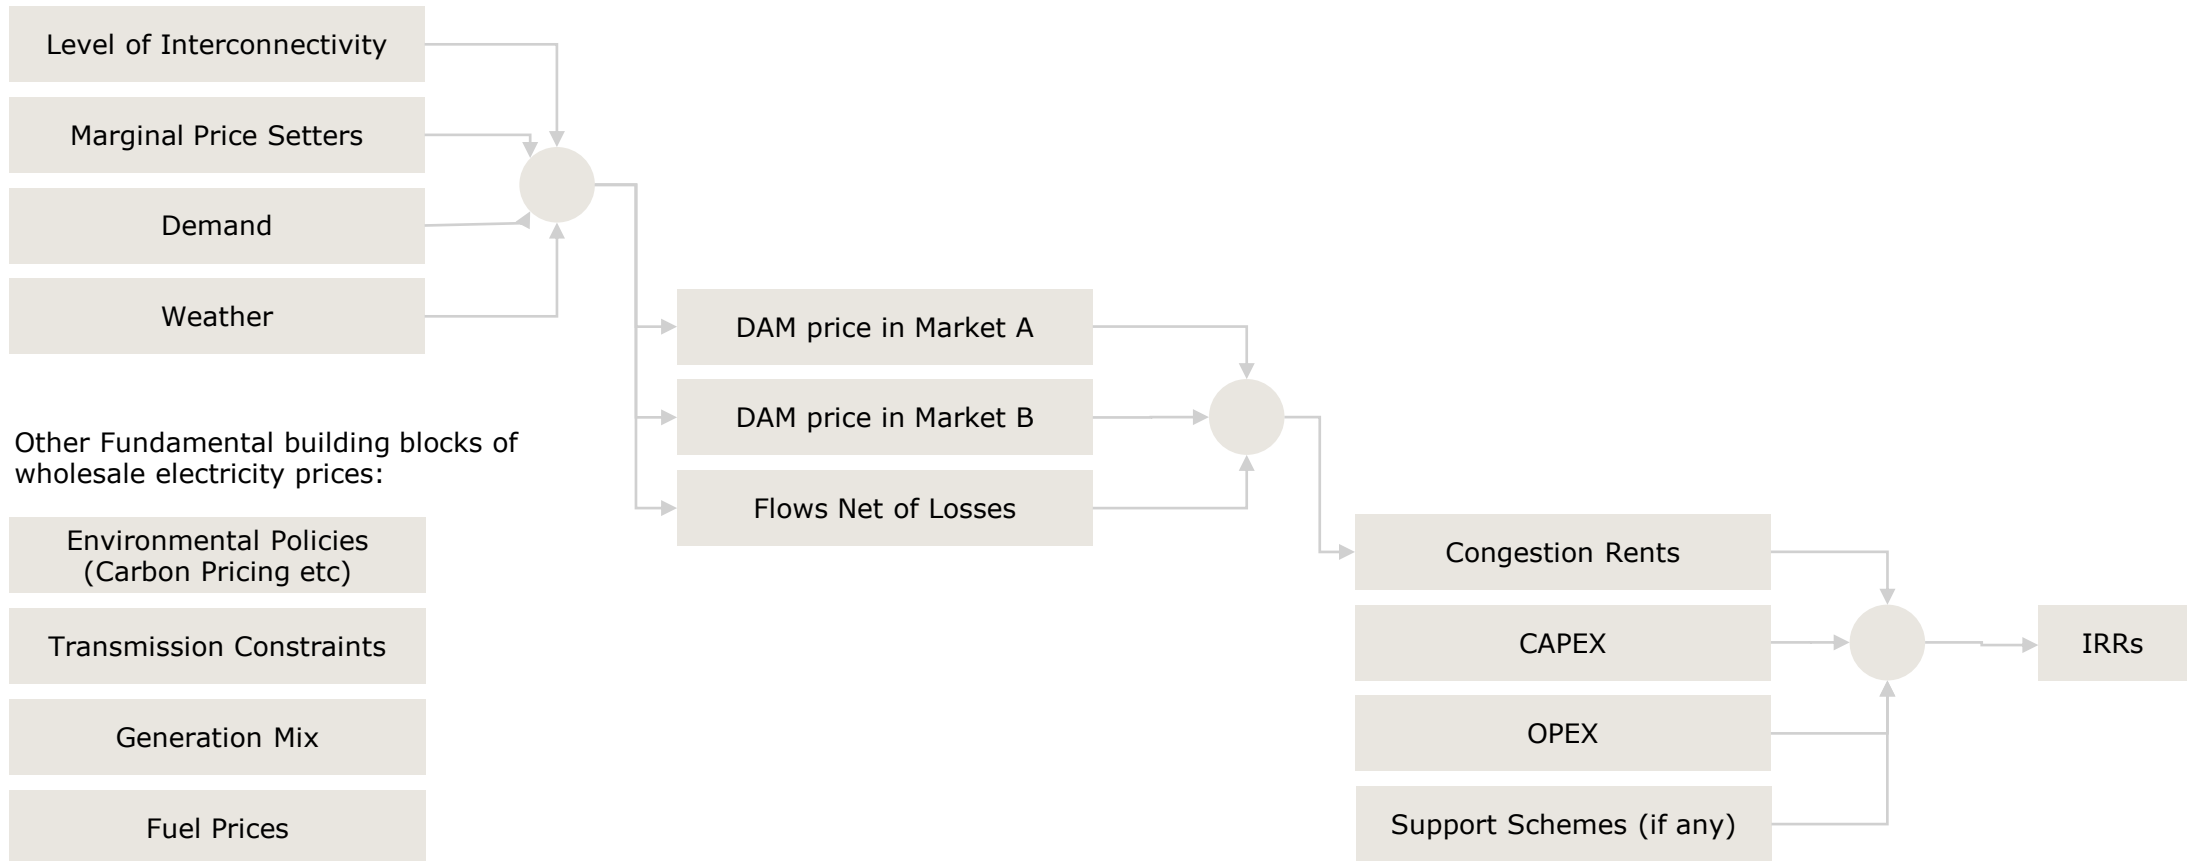 Level of Interconnectivity
Marginal Price Setters
Demand
Weather
DAM price in Market A
DAM price in Market B
Flows Net of Losses
Other Fundamental building blocks of
wholesale electricity prices:
Environmental Policies
(Carbon Pricing etc)
Transmission Constraints
Generation Mix
Fuel Prices
Congestion Rents
CAPEX
OPEX
Support Schemes (if any)
IRRs